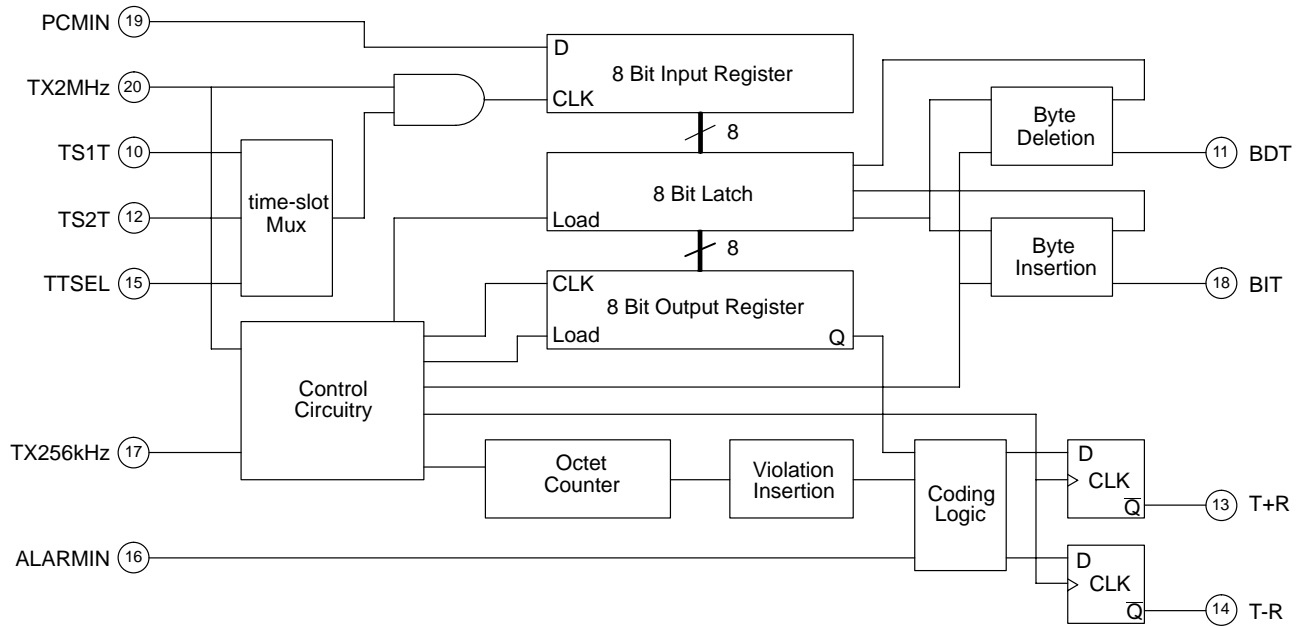 PCMIN 19
D
8 Bit Input Register
CLK
TX2MHz 20
8
Byte
Deletion
TS1T 10
11 BDT
time-slot
Mux
8 Bit Latch
Load
TS2T 12
8
Byte
Insertion
TTSEL 15
CLK
8 Bit Output Register
Load
Q
18 BIT
Control
Circuitry
TX256kHz 17
Octet
Counter
Violation
Insertion
Coding
Logic
D
CLK
Q̅
13 T+R
ALARMIN 16
D
CLK
Q̅
14 T-R